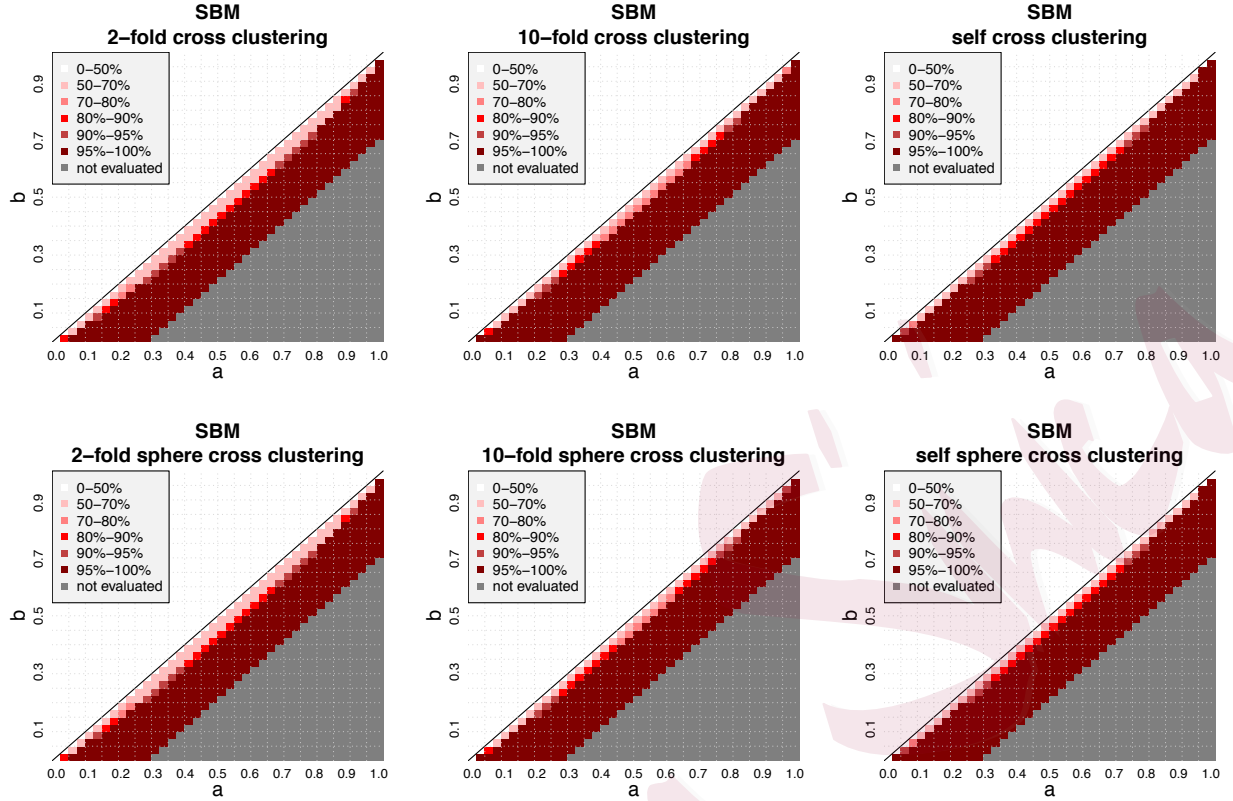 SBM
2−fold cross clustering
0−50%
50−70%
70−80%
80%−90%
90%−95%
95%−100%
not evaluated
b
0.1 0.3 0.5 0.7 0.9
0.0 0.1 0.2 0.3 0.4 0.5 0.6 0.7 0.8 0.9 1.0
a
SBM
10−fold cross clustering
0−50%
50−70%
70−80%
80%−90%
90%−95%
95%−100%
not evaluated
b
0.1 0.3 0.5 0.7 0.9
0.0 0.1 0.2 0.3 0.4 0.5 0.6 0.7 0.8 0.9 1.0
a
SBM
self cross clustering
0−50%
50−70%
70−80%
80%−90%
90%−95%
95%−100%
not evaluated
b
0.1 0.3 0.5 0.7 0.9
0.0 0.1 0.2 0.3 0.4 0.5 0.6 0.7 0.8 0.9 1.0
a
SBM
2−fold sphere cross clustering
0−50%
50−70%
70−80%
80%−90%
90%−95%
95%−100%
not evaluated
b
0.1 0.3 0.5 0.7 0.9
0.0 0.1 0.2 0.3 0.4 0.5 0.6 0.7 0.8 0.9 1.0
a
SBM
10−fold sphere cross clustering
0−50%
50−70%
70−80%
80%−90%
90%−95%
95%−100%
not evaluated
b
0.1 0.3 0.5 0.7 0.9
0.0 0.1 0.2 0.3 0.4 0.5 0.6 0.7 0.8 0.9 1.0
a
SBM
self sphere cross clustering
0−50%
50−70%
70−80%
80%−90%
90%−95%
95%−100%
not evaluated
b
0.1 0.3 0.5 0.7 0.9
0.0 0.1 0.2 0.3 0.4 0.5 0.6 0.7 0.8 0.9 1.0
a